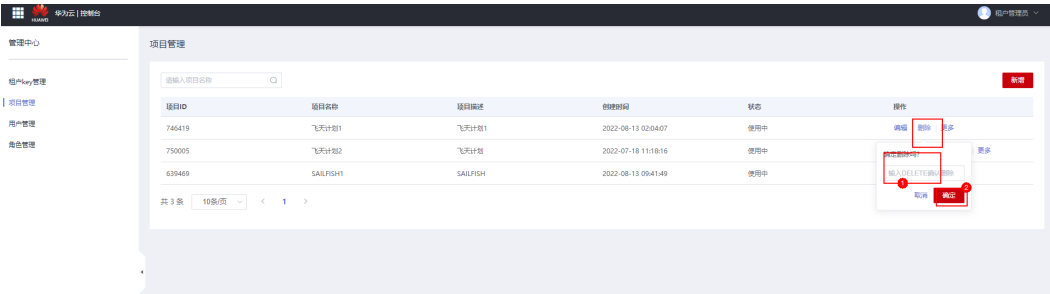 HUAWEI
华为云 | 控制台
租户管理员
管理中心
租户key管理
项目管理
用户管理
角色管理
项目管理
请输入项目名称
新增
项目ID 项目名称 项目描述 创建时间 状态 操作
746419 飞天计划1 飞天计划1 2022-08-13 02:04:07 使用中 编辑 删除 更多
750005 飞天计划2 飞天计划 2022-07-18 11:18:16 使用中 更多
639469 SAILFISH1 SAILFISH 2022-08-13 09:41:49 使用中
确定删除吗?
输入DELETE确认删除
1
2
取消 确定
共 3 条 10条/页 1